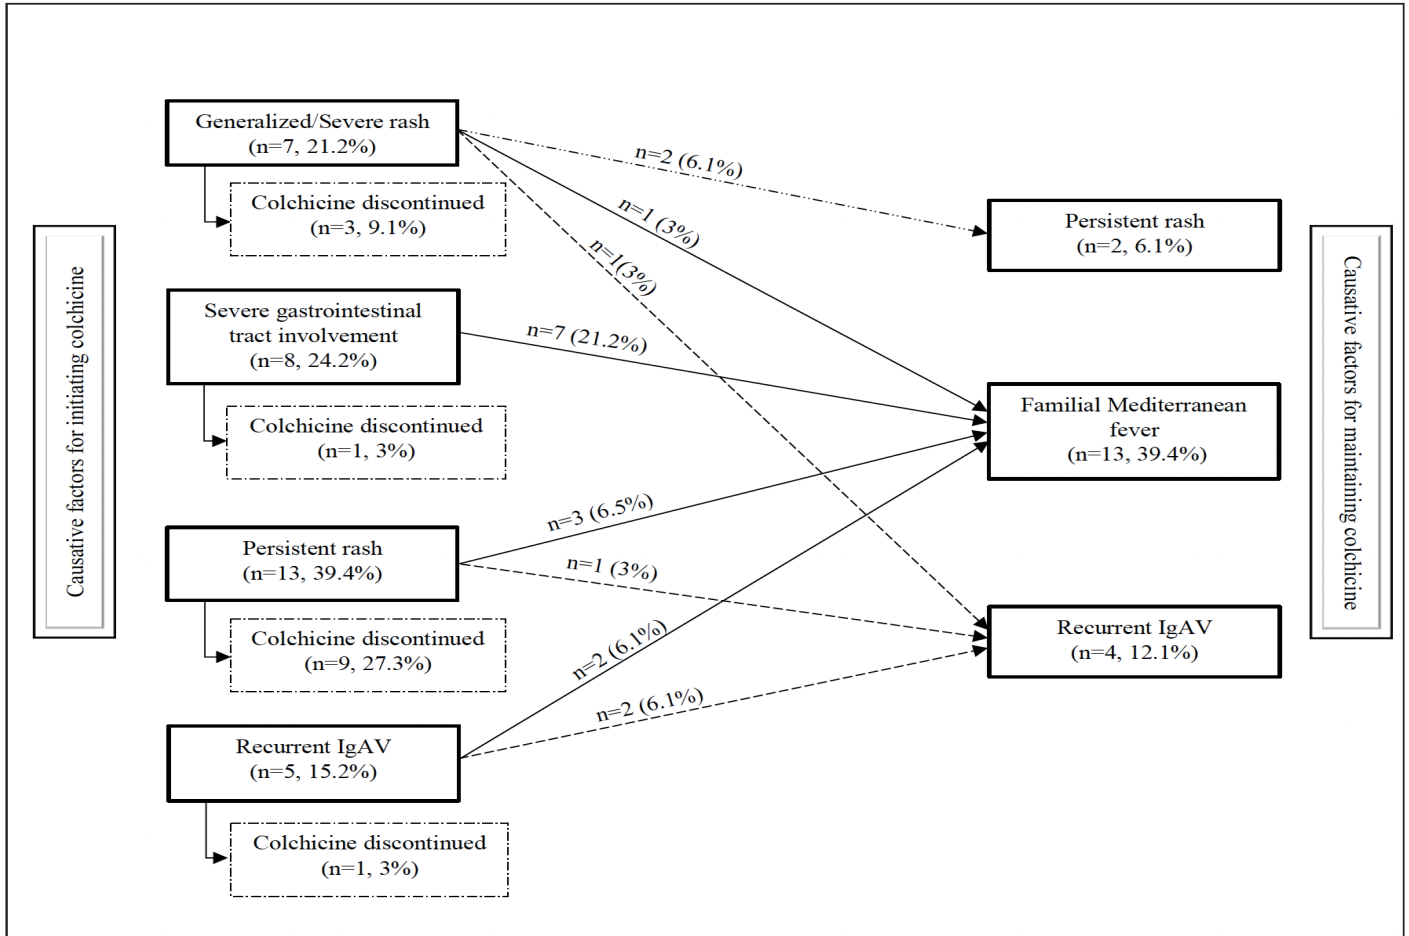 Causative factors for initiating colchicine
Generalized/Severe rash
(n=7, 21.2%)
Colchicine discontinued
(n=3, 9.1%)
Severe gastrointestinal
tract involvement
(n=8, 24.2%)
Colchicine discontinued
(n=1, 3%)
Persistent rash
(n=13, 39.4%)
Colchicine discontinued
(n=9, 27.3%)
Recurrent IgAV
(n=5, 15.2%)
Colchicine discontinued
(n=1, 3%)
n=2 (6.1%)
n=1 (3%)
n=1(3%)
n=7 (21.2%)
n=3 (6.5%)
n=1 (3%)
n=2 (6.1%)
n=2 (6.1%)
Persistent rash
(n=2, 6.1%)
Familial Mediterranean
fever
(n=13, 39.4%)
Recurrent IgAV
(n=4, 12.1%)
Causative factors for maintaining colchicine